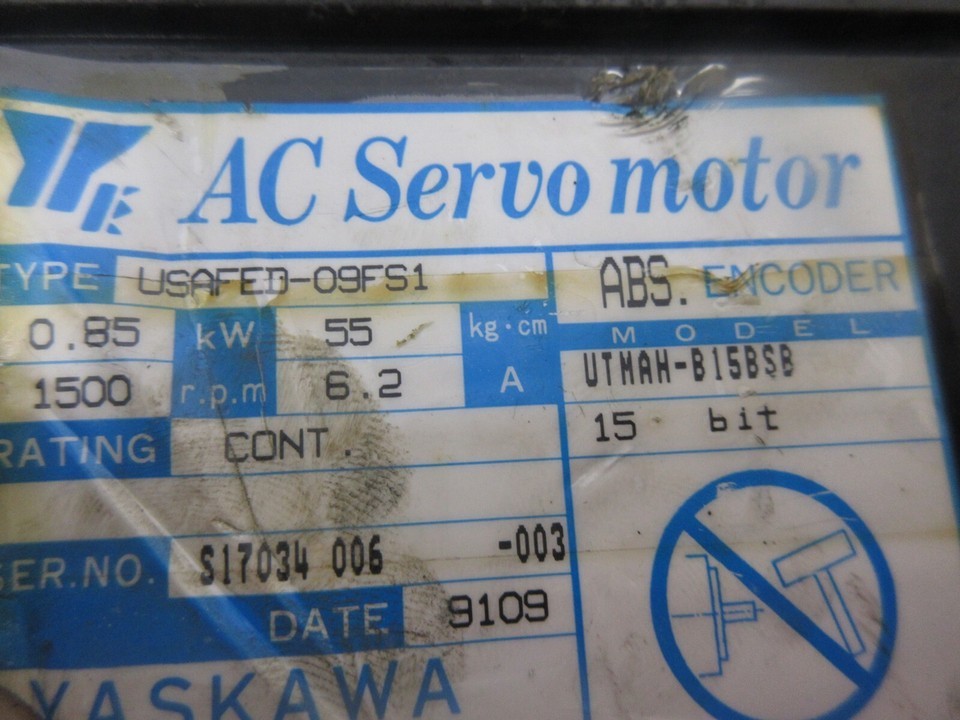 AC Servo motor
TYPE USAFED-09FS1
ABS. ENCODER
0.85 kW 55 kg·cm
MODEL
1500 r.p.m 6.2 A
UTMAH-B15BSB
RATING CONT.
15 bit
SER.NO. S17034 006 -003
DATE 9109
YASKAWA